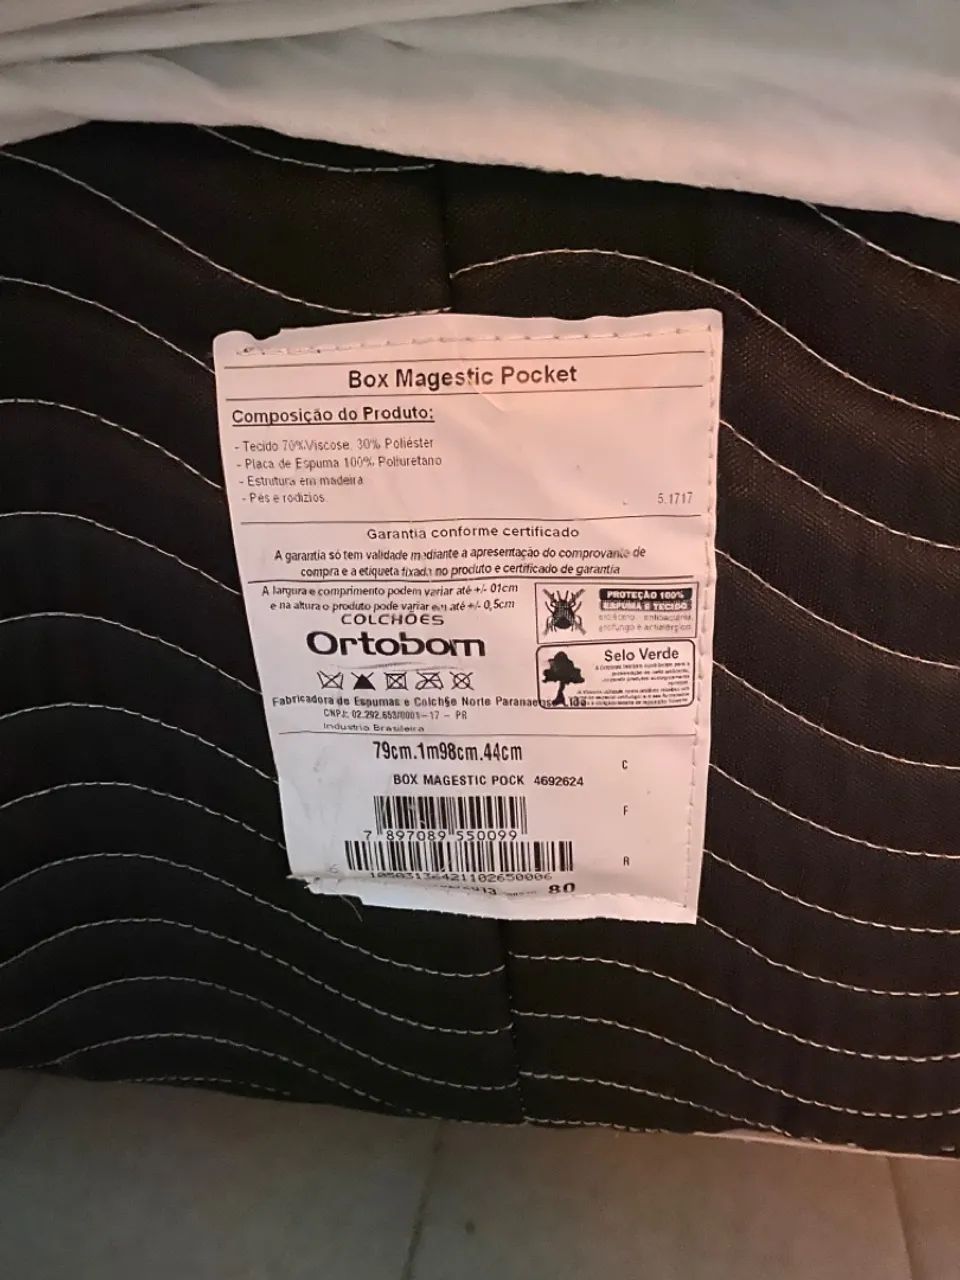 Box Magestic Pocket
Composição do Produto:
- Tecido 70%Viscose, 30% Poliéster
- Placa de Espuma 100% Poliuretano
- Estrutura em madeira
- Pés e rodizios
5.1717
Garantia conforme certificado
A garantia só tem validade mediante a apresentação do comprovante de
compra e a etiqueta fixada no produto e certificado de garantia
A largura e comprimento podem variar até +/- 01cm
e na altura o produto pode variar em até +/- 0,5cm
PROTEÇÃO 100%
ESPUMA E TECIDO
antifungo e antialérgico
COLCHÕES
Ortobom
Selo Verde
Fabricadora de Espumas e Colchões Norte Paranaense Ltda
CNPJ: 02.292.653/0001-17 - PR
Industria Brasileira
79cm.1m98cm.44cm
C
BOX MAGESTIC POCK 4692624
F
7 897089 550099
R
80